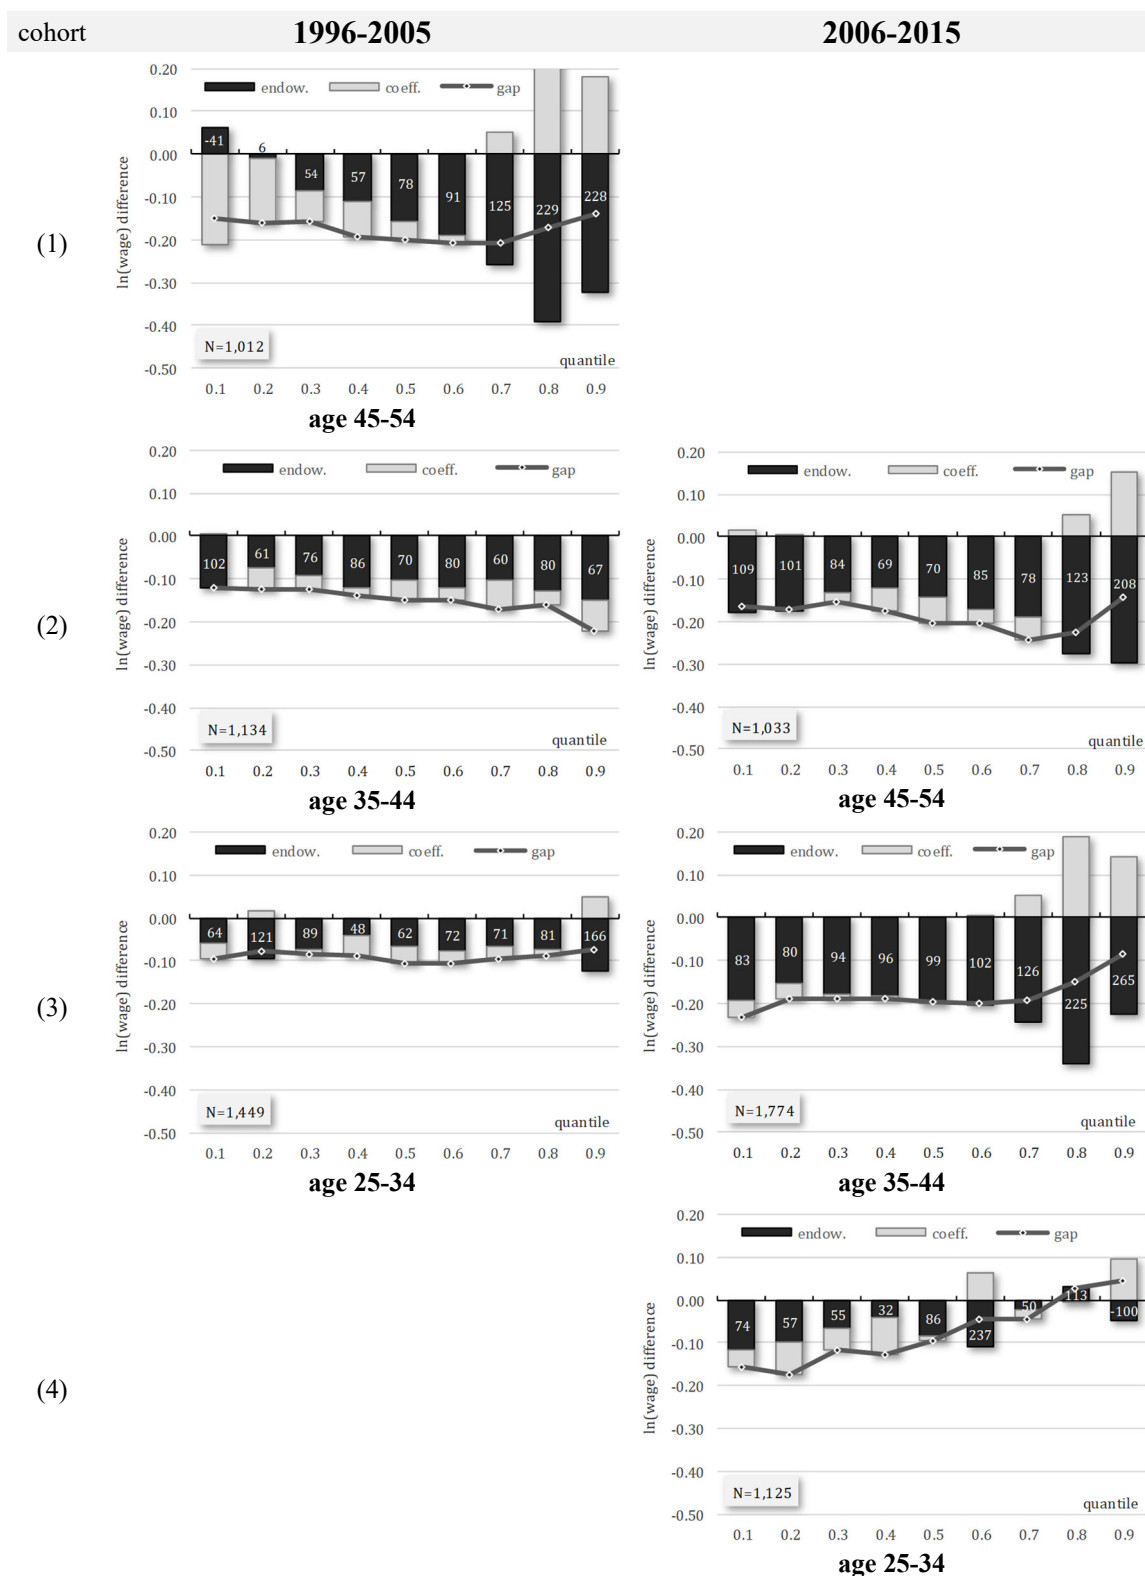 cohort 1996-2005 2006-2015
(1)
0.20
0.10
0.00
-0.10
-0.20
-0.30
-0.40
-0.50
ln(wage) difference
endow. coeff. gap
-41 6 54 57 78 91 125 229 228
N=1,012
quantile
0.1 0.2 0.3 0.4 0.5 0.6 0.7 0.8 0.9
age 45-54
(2)
0.20
0.10
0.00
-0.10
-0.20
-0.30
-0.40
-0.50
ln(wage) difference
endow. coeff. gap
102 61 76 86 70 80 60 80 67
N=1,134
quantile
0.1 0.2 0.3 0.4 0.5 0.6 0.7 0.8 0.9
age 35-44
0.20
0.10
0.00
-0.10
-0.20
-0.30
-0.40
-0.50
ln(wage) difference
endow. coeff. gap
109 101 84 69 70 85 78 123 208
N=1,033
quantile
0.1 0.2 0.3 0.4 0.5 0.6 0.7 0.8 0.9
age 45-54
(3)
0.20
0.10
0.00
-0.10
-0.20
-0.30
-0.40
-0.50
ln(wage) difference
endow. coeff. gap
64 121 89 48 62 72 71 81 166
N=1,449
quantile
0.1 0.2 0.3 0.4 0.5 0.6 0.7 0.8 0.9
age 25-34
0.20
0.10
0.00
-0.10
-0.20
-0.30
-0.40
-0.50
ln(wage) difference
endow. coeff. gap
83 80 94 96 99 102 126 225 265
N=1,774
quantile
0.1 0.2 0.3 0.4 0.5 0.6 0.7 0.8 0.9
age 35-44
(4)
0.20
0.10
0.00
-0.10
-0.20
-0.30
-0.40
-0.50
ln(wage) difference
endow. coeff. gap
74 57 55 32 86 237 50 113 -100
N=1,125
quantile
0.1 0.2 0.3 0.4 0.5 0.6 0.7 0.8 0.9
age 25-34